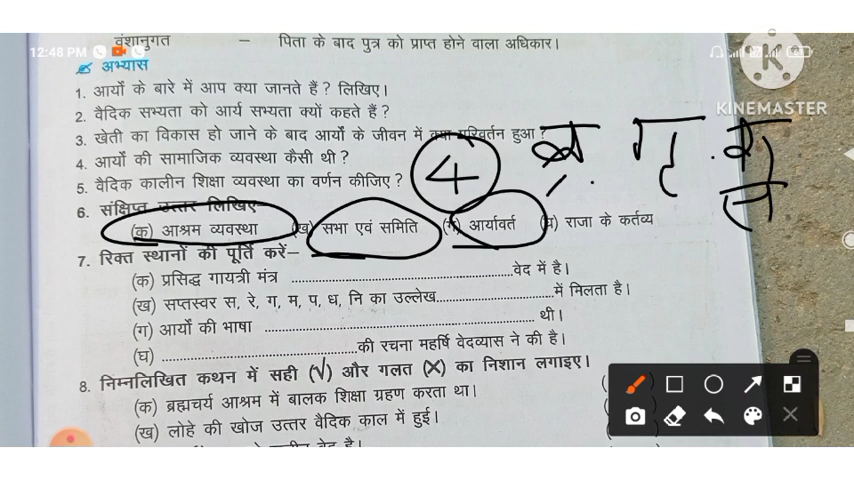 वंशानुगत – पिता के बाद पुत्र को प्राप्त होने वाला अधिकार।
12:48 PM
KINEMASTER
अभ्यास
1. आर्यों के बारे में आप क्या जानते हैं? लिखिए।
2. वैदिक सभ्यता को आर्य सभ्यता क्यों कहते हैं?
3. खेती का विकास हो जाने के बाद आर्यों के जीवन में क्या परिवर्तन हुआ?
4. आर्यों की सामाजिक व्यवस्था कैसी थी?
4
5. वैदिक कालीन शिक्षा व्यवस्था का वर्णन कीजिए?
6. संक्षिप्त उत्तर लिखिए-
(क) आश्रम व्यवस्था (ख) सभा एवं समिति (ग) आर्यावर्त (घ) राजा के कर्तव्य
7. रिक्त स्थानों की पूर्ति करें–
(क) प्रसिद्ध गायत्री मंत्र ........................................ वेद में है।
(ख) सप्तस्वर स, रे, ग, म, प, ध, नि का उल्लेख........................ में मिलता है।
(ग) आर्यों की भाषा ................................................ थी।
(घ) ........................................ की रचना महर्षि वेदव्यास ने की है।
8. निम्नलिखित कथन में सही (√) और गलत (X) का निशान लगाइए।
(क) ब्रह्मचर्य आश्रम में बालक शिक्षा ग्रहण करता था। (
(ख) लोहे की खोज उत्तर वैदिक काल में हुई। (